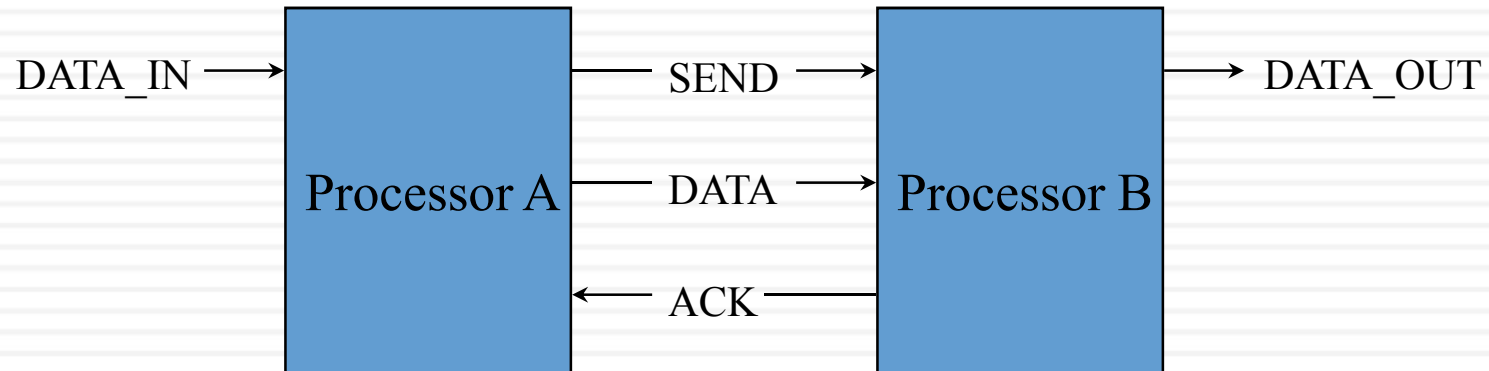 DATA_IN
SEND
DATA_OUT
Processor A
DATA
Processor B
ACK